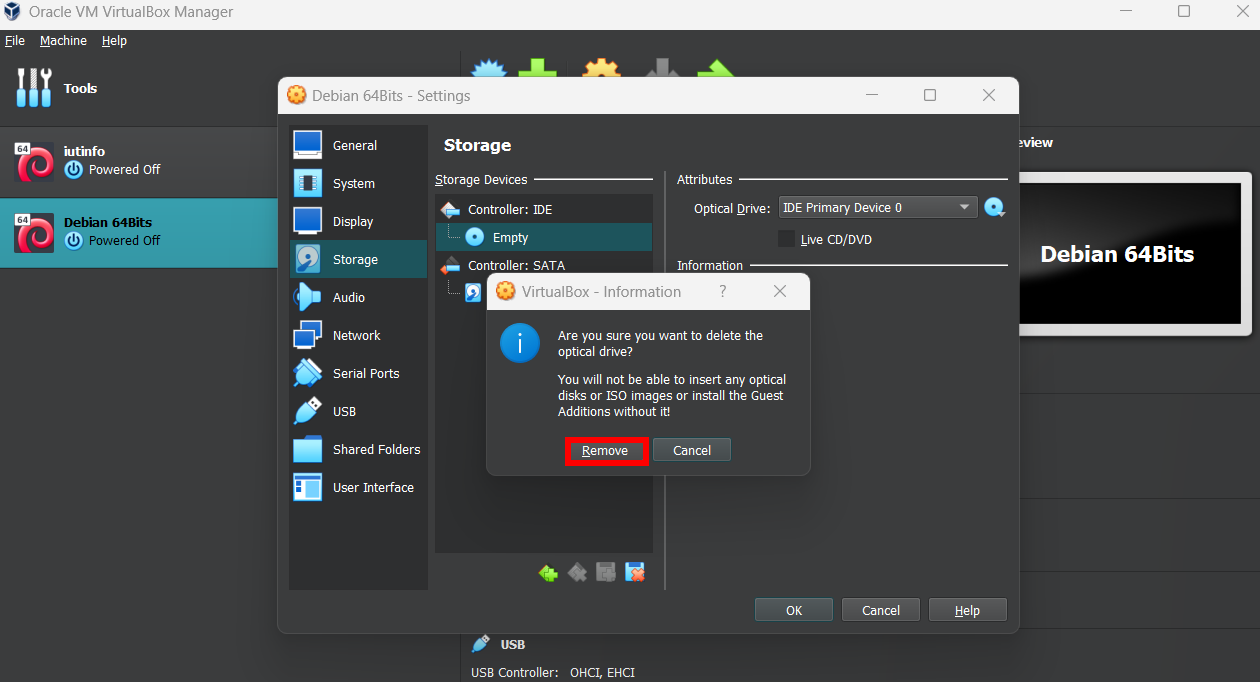 Oracle VM VirtualBox Manager
File Machine Help
Tools
64
iutinfo
Powered Off
64
Debian 64Bits
Powered Off
Debian 64Bits - Settings
General
System
Display
Storage
Audio
Network
Serial Ports
USB
Shared Folders
User Interface
Storage
Storage Devices
Controller: IDE
Empty
Controller: SATA
Attributes
Optical Drive: IDE Primary Device 0
Live CD/DVD
Information
VirtualBox - Information ?
i
Are you sure you want to delete the
optical drive?
You will not be able to insert any optical
disks or ISO images or install the Guest
Additions without it!
Remove Cancel
OK Cancel Help
eview
Debian 64Bits
USB
USB Controller: OHCI, EHCI